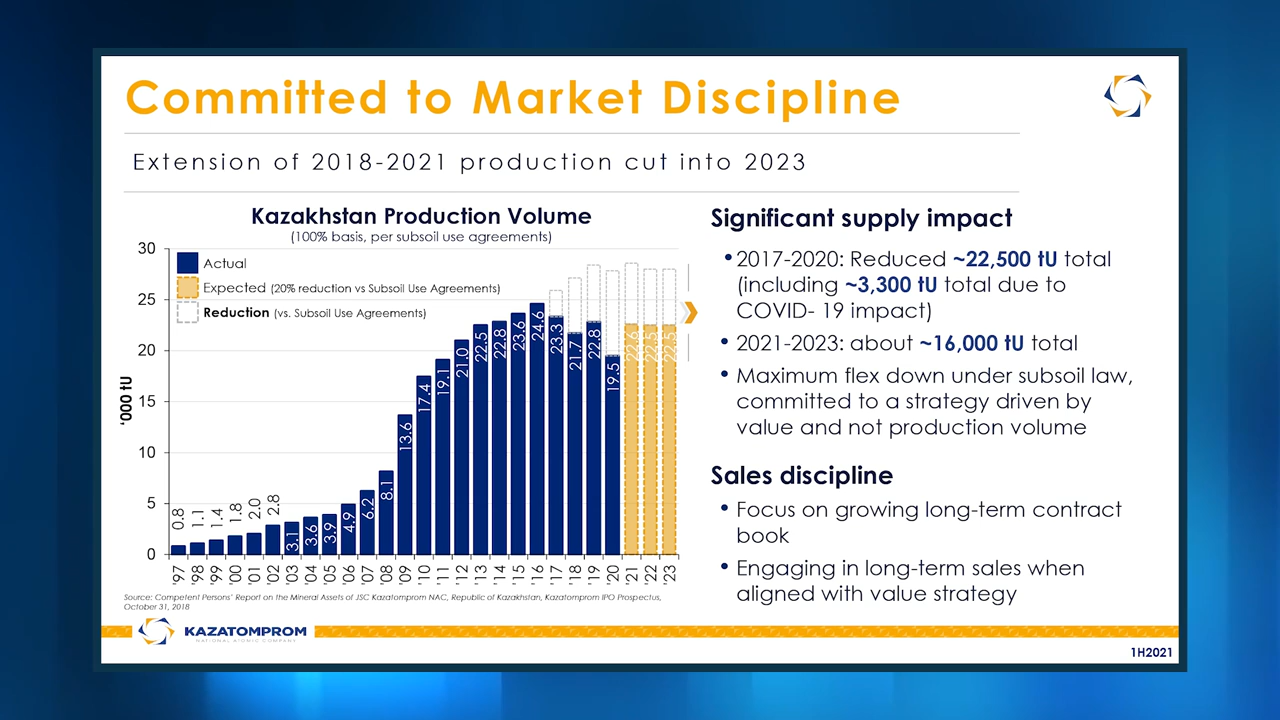 Committed to Market Discipline
Extension of 2018-2021 production cut into 2023
Kazakhstan Production Volume
(100% basis, per subsoil use agreements)
Actual
Expected (20% reduction vs Subsoil Use Agreements)
Reduction (vs. Subsoil Use Agreements)
'000 tU
30
25
20
15
10
5
0
0.8
1.1
1.4
1.8
2.0
2.8
3.1
3.6
3.9
4.9
6.2
8.1
13.6
17.4
19.1
21.0
22.5
22.8
23.6
24.6
23.3
21.7
22.8
19.5
22.6
22.5
22.5
'97
'98
'99
'00
'01
'02
'03
'04
'05
'06
'07
'08
'09
'10
'11
'12
'13
'14
'15
'16
'17
'18
'19
'20
'21
'22
'23
Source: Competent Persons' Report on the Mineral Assets of JSC Kazatomprom NAC, Republic of Kazakhstan, Kazatomprom IPO Prospectus,
October 31, 2018
Significant supply impact
• 2017-2020: Reduced ~22,500 tU total
(including ~3,300 tU total due to
COVID- 19 impact)
• 2021-2023: about ~16,000 tU total
• Maximum flex down under subsoil law,
committed to a strategy driven by
value and not production volume
Sales discipline
• Focus on growing long-term contract
book
• Engaging in long-term sales when
aligned with value strategy
KAZATOMPROM
NATIONAL ATOMIC COMPANY
1H2021